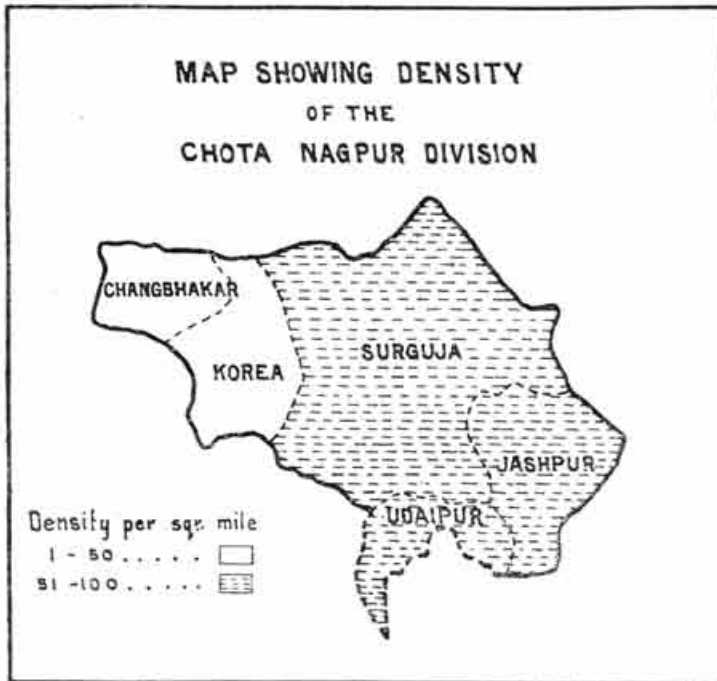 MAP SHOWING DENSITY
OF THE
CHOTA NAGPUR DIVISION
CHANGBHAKAR
KOREA
SURGUJA
JASHPUR
UDAIPUR
Density per sqr. mile
1 - 50 . . . . .
51 - 100 . . . .